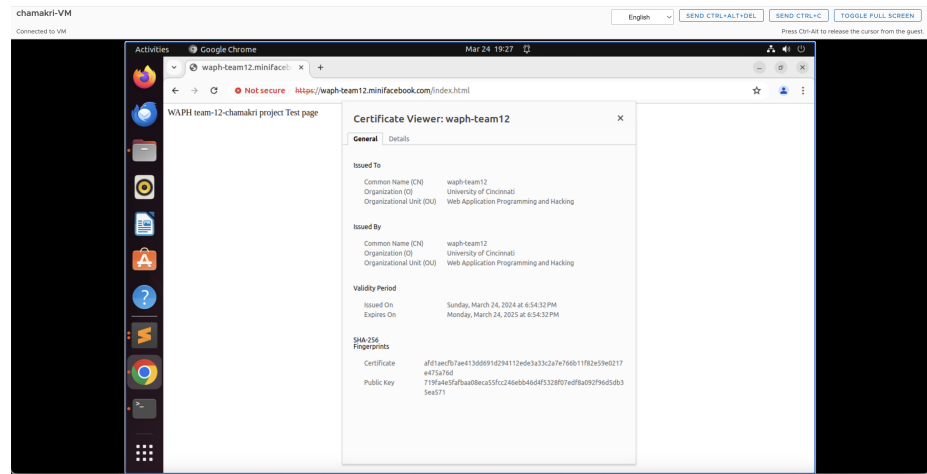 chamakri-VM
English
SEND CTRL+ALT+DEL
SEND CTRL+C
TOGGLE FULL SCREEN
Connected to VM
Press Ctrl-Alt to release the cursor from the guest.
Activities
Google Chrome
Mar 24 19:27
waph-team12.minifaceb
Not secure
https://waph-team12.minifacebook.com/index.html
WAPH team-12-chamakri project Test page
Certificate Viewer: waph-team12
General
Details
Issued To
Common Name (CN) waph-team12
Organization (O) University of Cincinnati
Organizational Unit (OU) Web Application Programming and Hacking
Issued By
Common Name (CN) waph-team12
Organization (O) University of Cincinnati
Organizational Unit (OU) Web Application Programming and Hacking
Validity Period
Issued On Sunday, March 24, 2024 at 6:54:32 PM
Expires On Monday, March 24, 2025 at 6:54:32 PM
SHA-256
Fingerprints
Certificate afd1aecfb7ae413dd691d294112ede3a33c2a7e766b11f82e59e0217
e475a76d
Public Key 719fa4e5fafbaa08eca55fcc246ebb46d4f5328f07edf8a092f96d5db3
5ea571